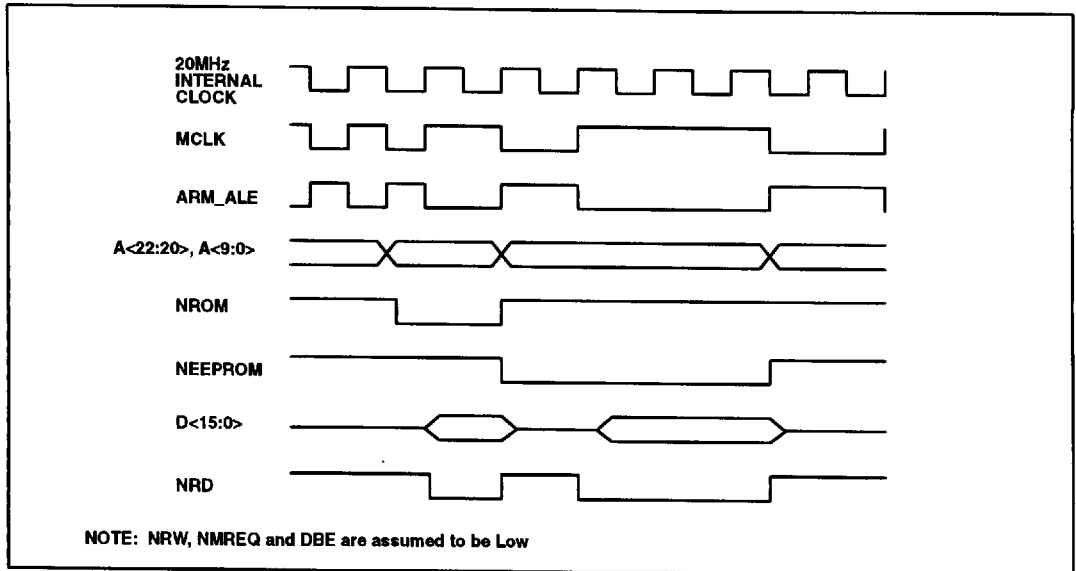 20MHz
INTERNAL
CLOCK
MCLK
ARM_ALE
A<22:20>, A<9:0>
NROM
NEEPROM
D<15:0>
NRD
NOTE: NRW, NMREQ and DBE are assumed to be Low